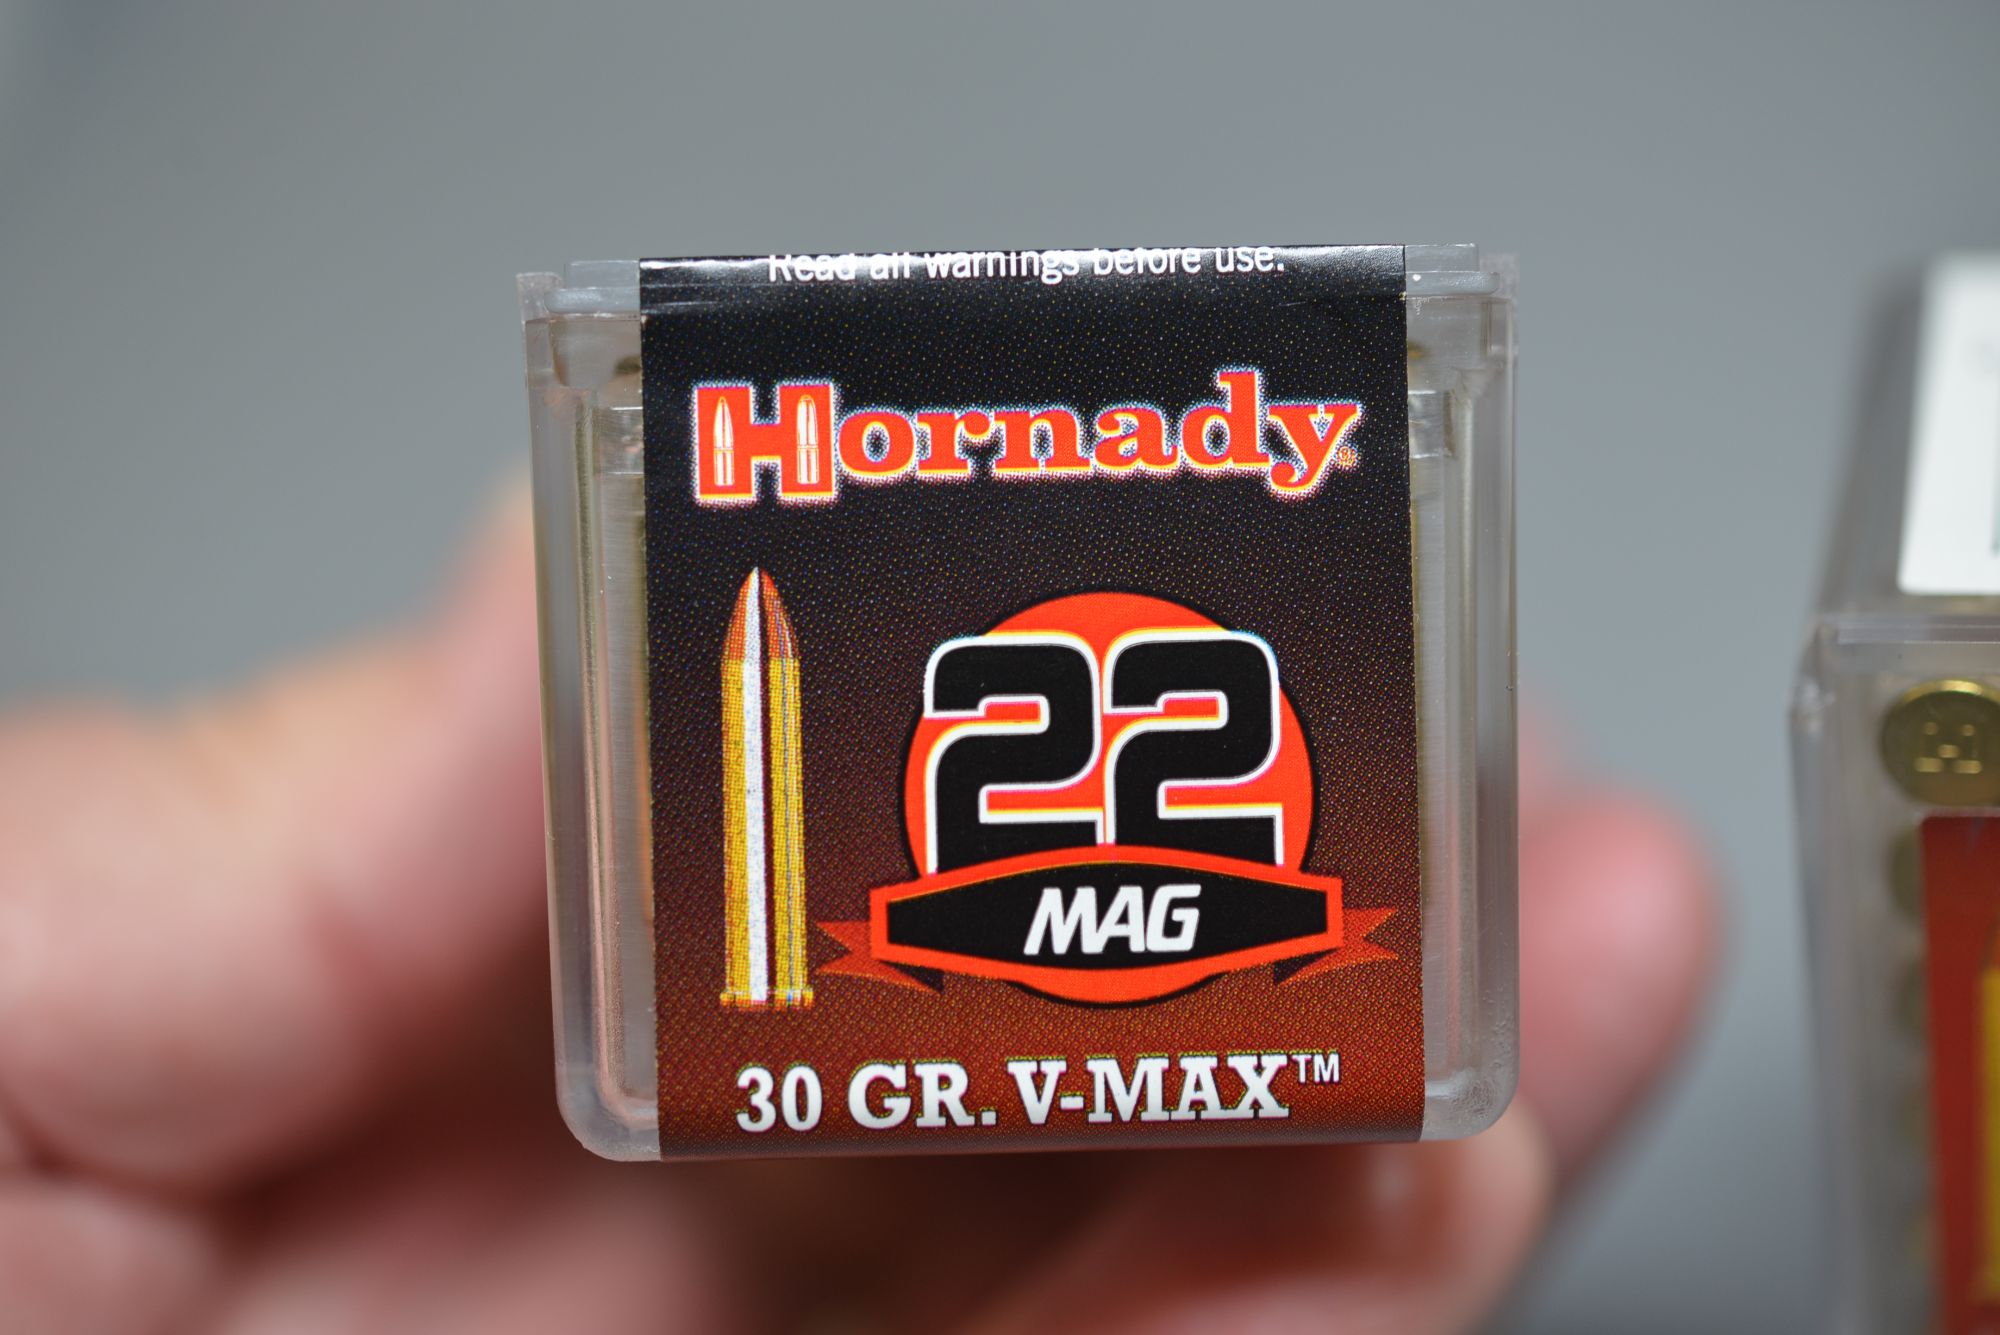 Read all warnings before use.
Hornady®
22
MAG
30 GR. V-MAX™
H